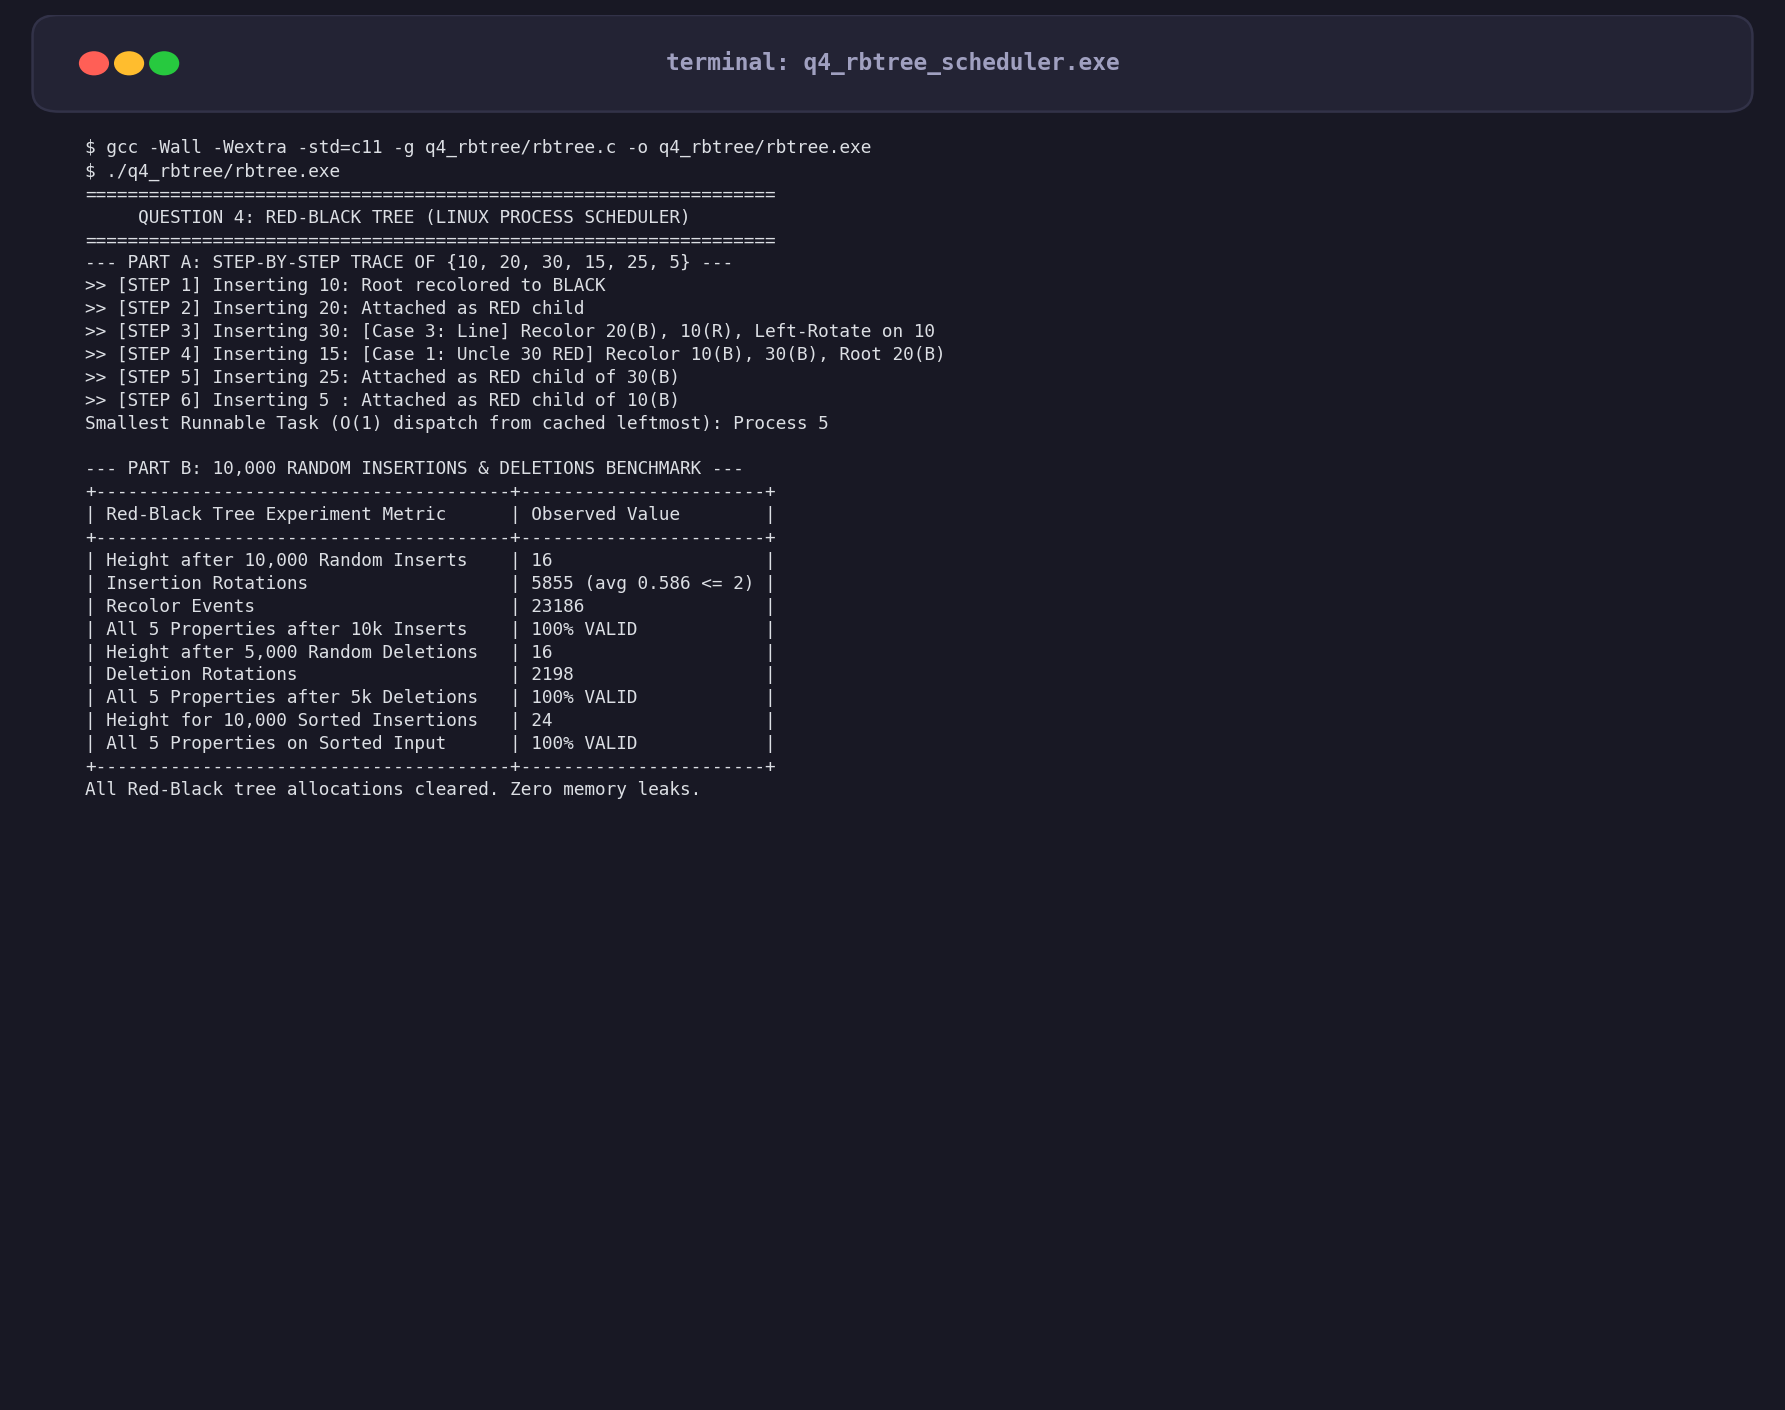 terminal: q4_rbtree_scheduler.exe
$ gcc -Wall -Wextra -std=c11 -g q4_rbtree/rbtree.c -o q4_rbtree/rbtree.exe
$ ./q4_rbtree/rbtree.exe
=================================================================
     QUESTION 4: RED-BLACK TREE (LINUX PROCESS SCHEDULER)
=================================================================
--- PART A: STEP-BY-STEP TRACE OF {10, 20, 30, 15, 25, 5} ---
>> [STEP 1] Inserting 10: Root recolored to BLACK
>> [STEP 2] Inserting 20: Attached as RED child
>> [STEP 3] Inserting 30: [Case 3: Line] Recolor 20(B), 10(R), Left-Rotate on 10
>> [STEP 4] Inserting 15: [Case 1: Uncle 30 RED] Recolor 10(B), 30(B), Root 20(B)
>> [STEP 5] Inserting 25: Attached as RED child of 30(B)
>> [STEP 6] Inserting 5 : Attached as RED child of 10(B)
Smallest Runnable Task (O(1) dispatch from cached leftmost): Process 5

--- PART B: 10,000 RANDOM INSERTIONS & DELETIONS BENCHMARK ---
+---------------------------------------+-----------------------+
| Red-Black Tree Experiment Metric      | Observed Value        |
+---------------------------------------+-----------------------+
| Height after 10,000 Random Inserts    | 16                    |
| Insertion Rotations                   | 5855 (avg 0.586 <= 2) |
| Recolor Events                        | 23186                 |
| All 5 Properties after 10k Inserts    | 100% VALID            |
| Height after 5,000 Random Deletions   | 16                    |
| Deletion Rotations                    | 2198                  |
| All 5 Properties after 5k Deletions   | 100% VALID            |
| Height for 10,000 Sorted Insertions   | 24                    |
| All 5 Properties on Sorted Input      | 100% VALID            |
+---------------------------------------+-----------------------+
All Red-Black tree allocations cleared. Zero memory leaks.